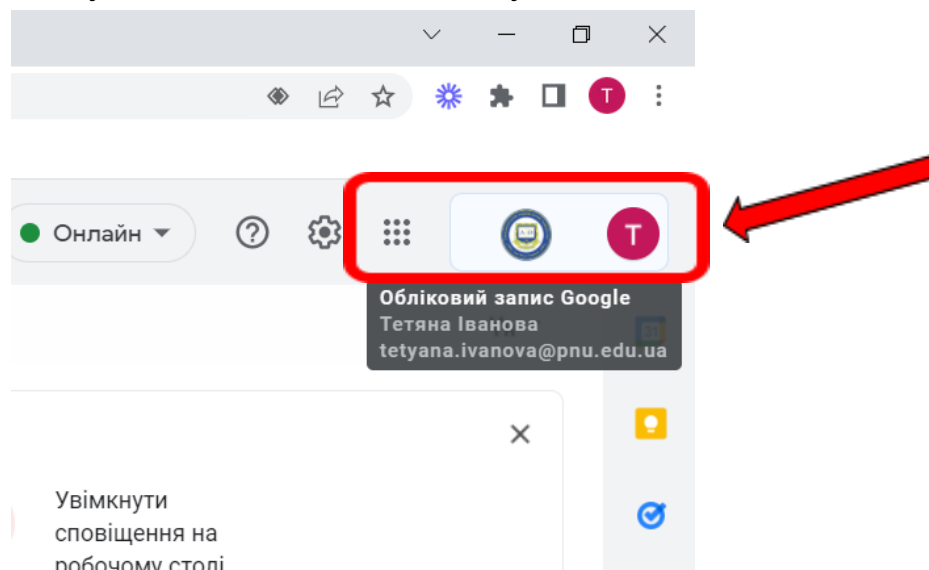 T
Онлайн
T
Обліковий запис Google
Тетяна Іванова
tetyana.ivanova@pnu.edu.ua
Увімкнути
сповіщення на
робочому столі